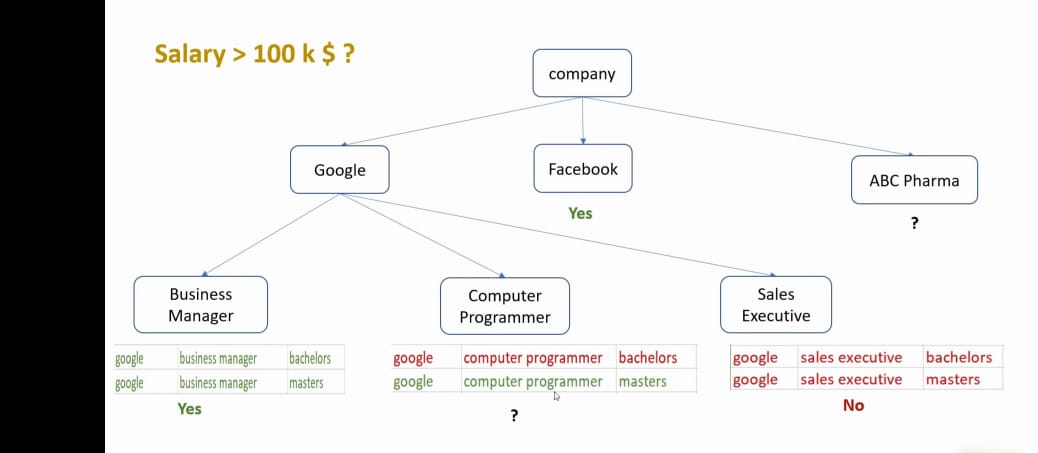 Salary > 100 k $ ?
company
Google
Facebook
ABC Pharma
Yes
?
Business
Manager
Computer
Programmer
Sales
Executive
google business manager bachelors
google business manager masters
Yes
google computer programmer bachelors
google computer programmer masters
?
google sales executive bachelors
google sales executive masters
No